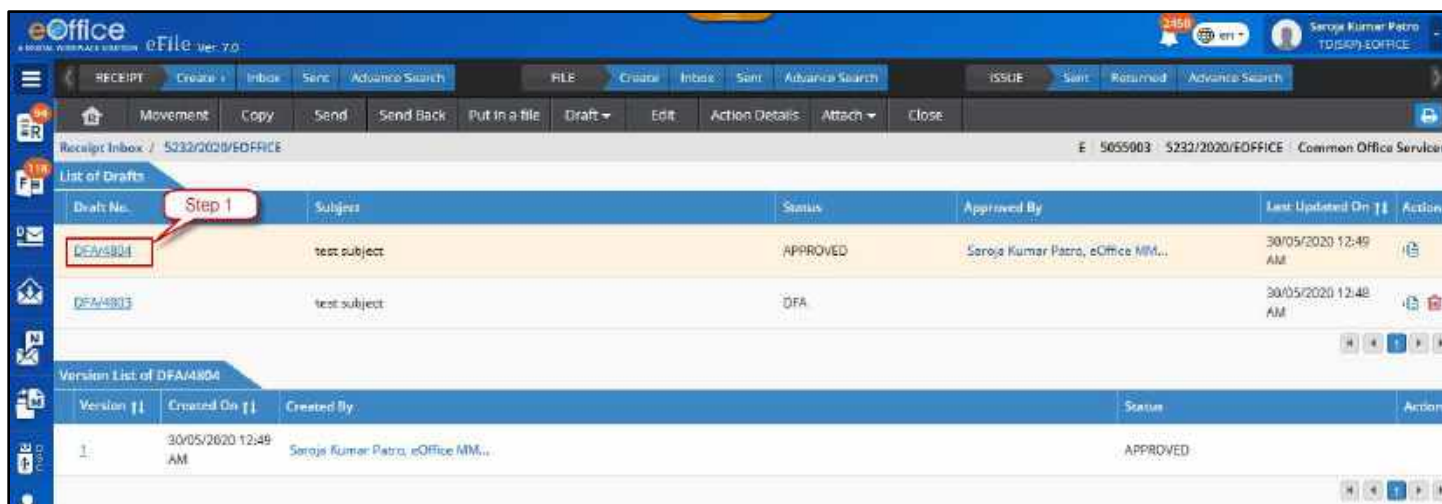 eOffice
A DIGITAL WORKPLACE SOLUTION eFile Ver 7.0
2450
en
Saroja Kumar Patro
TD(SKP)-EOFFICE
RECEIPT Create Inbox Sent Advance Search FILE Create Inbox Sent Advance Search ISSUE Sent Returned Advance Search
Movement Copy Send Send Back Put in a file Draft Edit Action Details Attach Close
Receipt Inbox / 5232/2020/EOFFICE E 5055903 5232/2020/EOFFICE Common Office Services
List of Drafts
Draft No. Subject Status Approved By Last Updated On Action
Step 1
DFA/4804 test subject APPROVED Saroja Kumar Patro, eOffice MM... 30/05/2020 12:49 AM
DFA/4803 test subject DFA 30/05/2020 12:48 AM
1
Version List of DFA/4804
Version Created On Created By Status Action
1 30/05/2020 12:49 AM Saroja Kumar Patro, eOffice MM... APPROVED
1